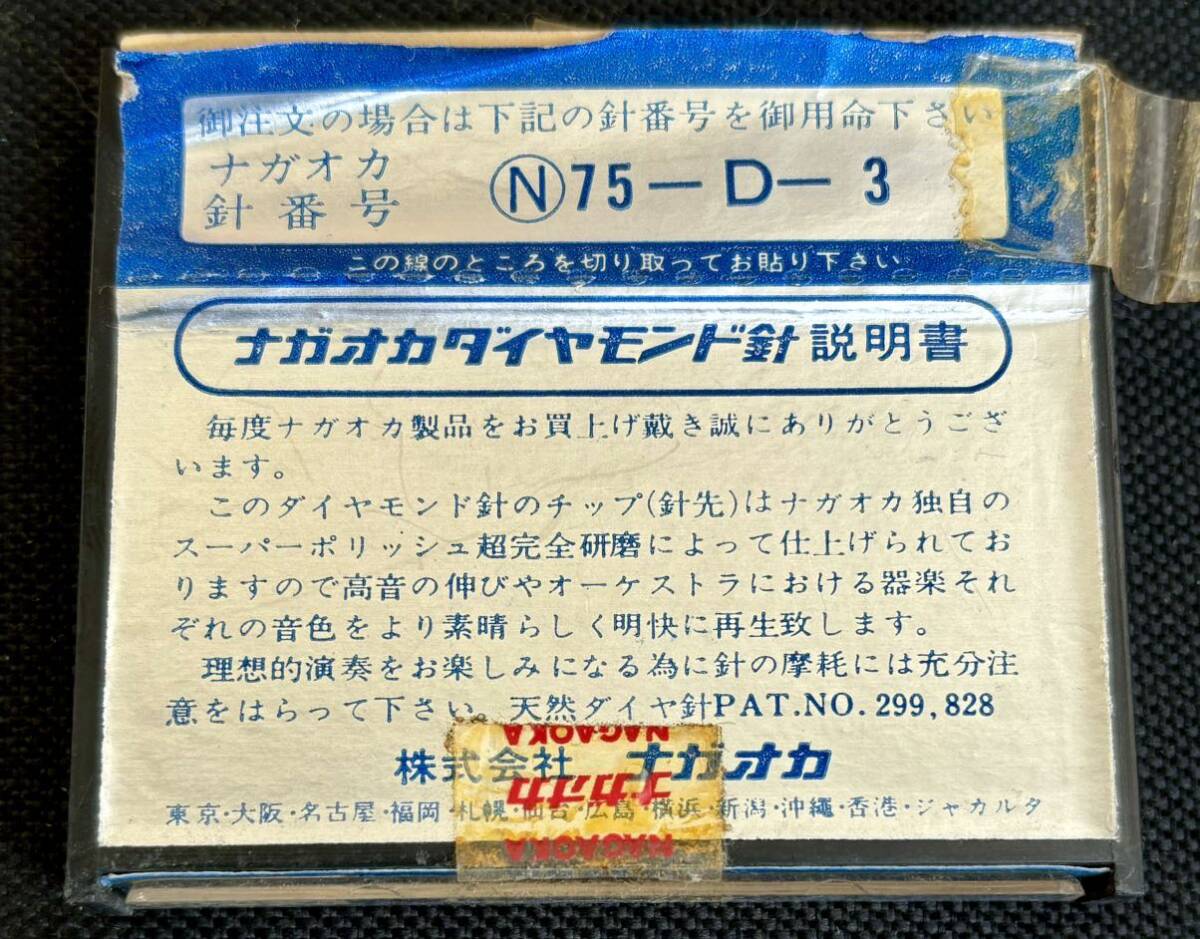 御注文の場合は下記の針番号を御用命下さい
ナガオカ
針番号
Ⓝ75-D-3
この線のところを切り取ってお貼り下さい
ナガオカダイヤモンド針説明書
毎度ナガオカ製品をお買上げ戴き誠にありがとうござ
います。
このダイヤモンド針のチップ(針先)はナガオカ独自の
スーパーポリッシュ超完全研磨によって仕上げられてお
りますので高音の伸びやオーケストラにおける器楽それ
ぞれの音色をより素晴らしく明快に再生致します。
理想的演奏をお楽しみになる為に針の摩耗には充分注
意をはらって下さい。天然ダイヤ針PAT.NO.299,828
NAGAOKA
株式会社 ナガオカ
ナガオカ
東京・大阪・名古屋・福岡・札幌・仙台・広島・横浜・新潟・沖縄・香港・ジャカルタ
NAGAOKA